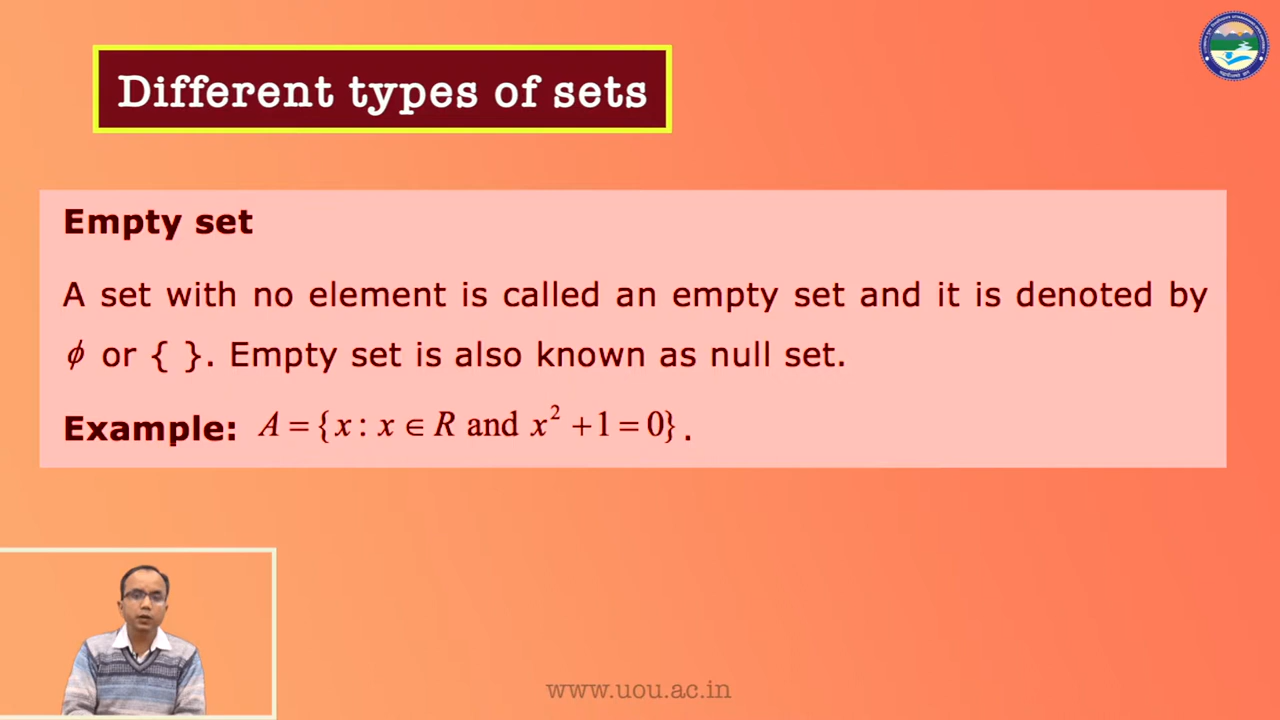 Different types of sets
Empty set
A set with no element is called an empty set and it is denoted by
ϕ or { }. Empty set is also known as null set.
Example: A = {x : x ∈ R and x² + 1 = 0} .
www.uou.ac.in